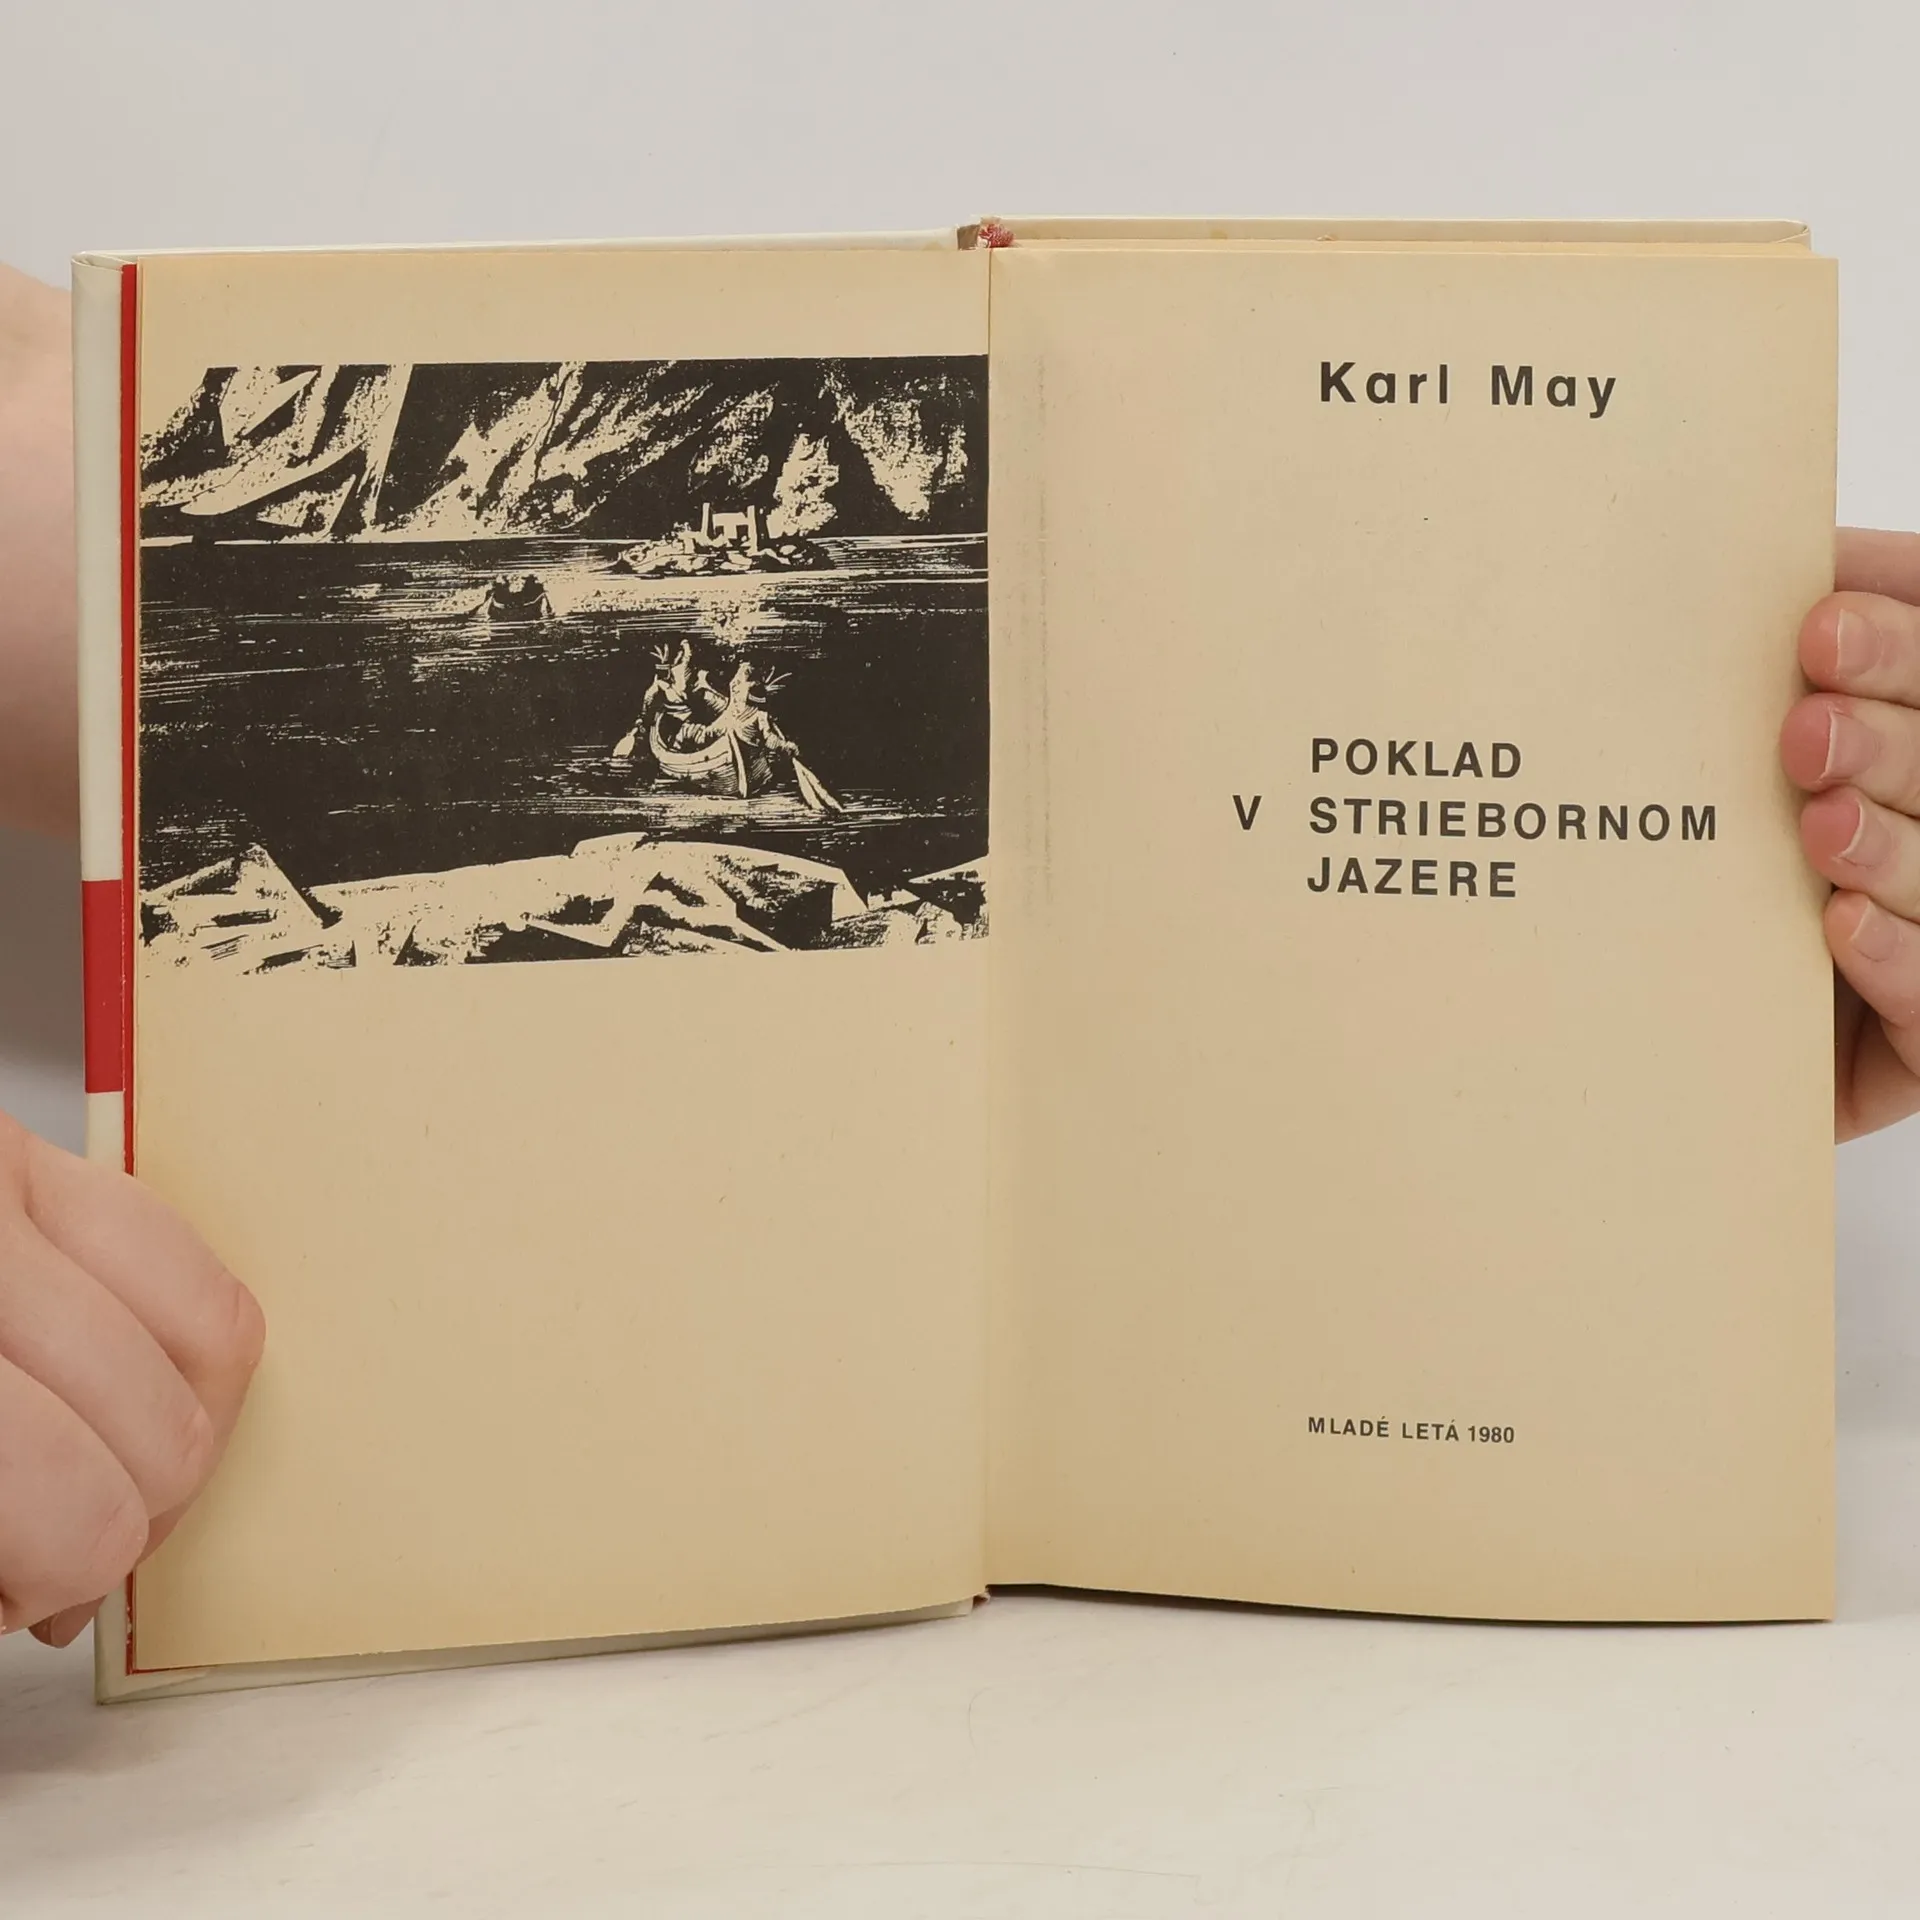 Karl May
POKLAD
V STRIEBORNOM
JAZERE
MLADÉ LETÁ 1980